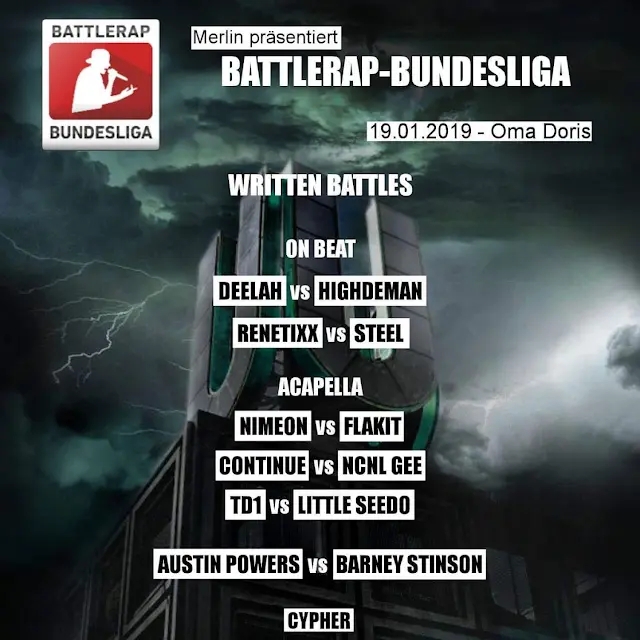 BATTLERAP
BUNDESLIGA
Merlin präsentiert
BATTLERAP-BUNDESLIGA
19.01.2019 - Oma Doris
WRITTEN BATTLES
ON BEAT
DEELAH vs HIGHDEMAN
RENETIXX vs STEEL
ACAPELLA
NIMEON vs FLAKIT
CONTINUE vs NCNL GEE
TD1 vs LITTLE SEEDO
AUSTIN POWERS vs BARNEY STINSON
CYPHER